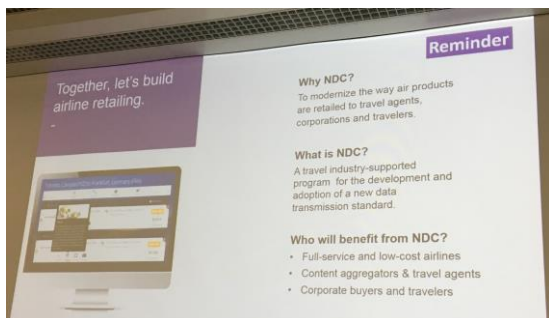 Reminder
Together, let's build
airline retailing.
-
Why NDC?
To modernize the way air products
are retailed to travel agents,
corporations and travelers.
What is NDC?
A travel industry-supported
program for the development and
adoption of a new data
transmission standard.
Who will benefit from NDC?
• Full-service and low-cost airlines
• Content aggregators & travel agents
• Corporate buyers and travelers